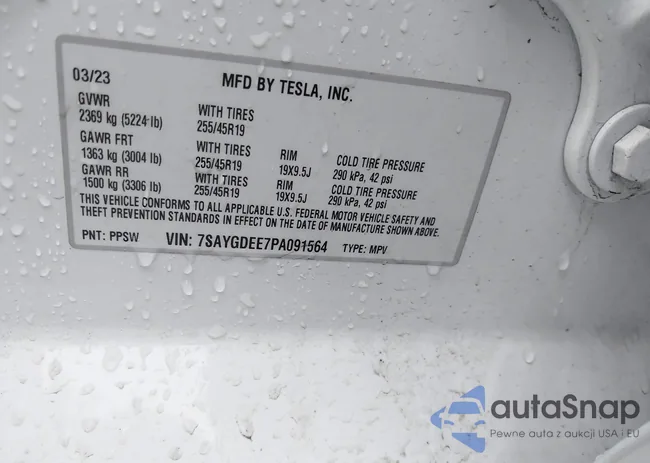 03/23
MFD BY TESLA, INC.
GVWR
2369 kg (5224 lb)
WITH TIRES
255/45R19
GAWR FRT
1363 kg (3004 lb)
WITH TIRES
255/45R19
RIM
19X9.5J
COLD TIRE PRESSURE
290 kPa, 42 psi
GAWR RR
1500 kg (3306 lb)
WITH TIRES
255/45R19
RIM
19X9.5J
COLD TIRE PRESSURE
290 kPa, 42 psi
THIS VEHICLE CONFORMS TO ALL APPLICABLE U.S. FEDERAL MOTOR VEHICLE SAFETY AND
THEFT PREVENTION STANDARDS IN EFFECT ON THE DATE OF MANUFACTURE SHOWN ABOVE.
PNT: PPSW VIN: 7SAYGDEE7PA091564 TYPE: MPV
autaSnap
Pewne auta z aukcji USA i EU